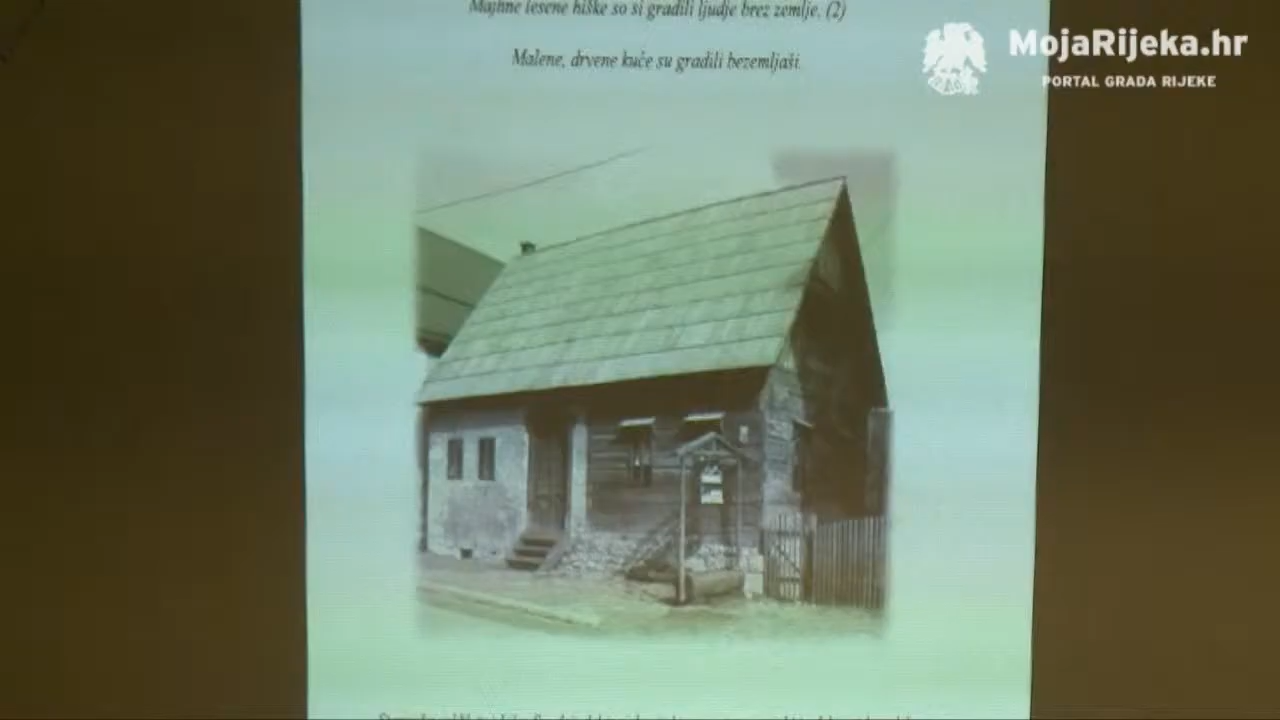 Majhne lesene hiške so si gradili ljudje brez zemlje. (2)
MojaRijeka.hr
PORTAL GRADA RIJEKE
Malene, drvene kuće su gradili bezemljaši.